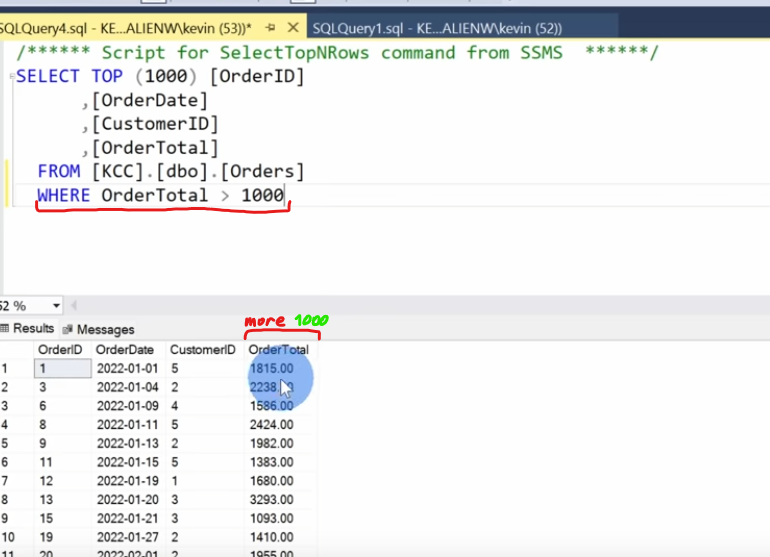 SQLQuery4.sql - KE...ALIENW\kevin (53))* SQLQuery1.sql - KE...ALIENW\kevin (52))
/****** Script for SelectTopNRows command from SSMS ******/
SELECT TOP (1000) [OrderID]
,[OrderDate]
,[CustomerID]
,[OrderTotal]
FROM [KCC].[dbo].[Orders]
WHERE OrderTotal > 1000
52 %
more 1000
Results Messages
OrderID OrderDate CustomerID OrderTotal
1 1 2022-01-01 5 1815.00
2 3 2022-01-04 2 2238.
3 6 2022-01-09 4 1586.00
4 8 2022-01-11 5 2424.00
5 9 2022-01-13 2 1982.00
6 11 2022-01-15 5 1383.00
7 12 2022-01-19 1 1680.00
8 13 2022-01-20 3 3293.00
9 15 2022-01-21 3 1093.00
10 19 2022-01-27 2 1410.00
11 20 2022-02-01 2 1955.00